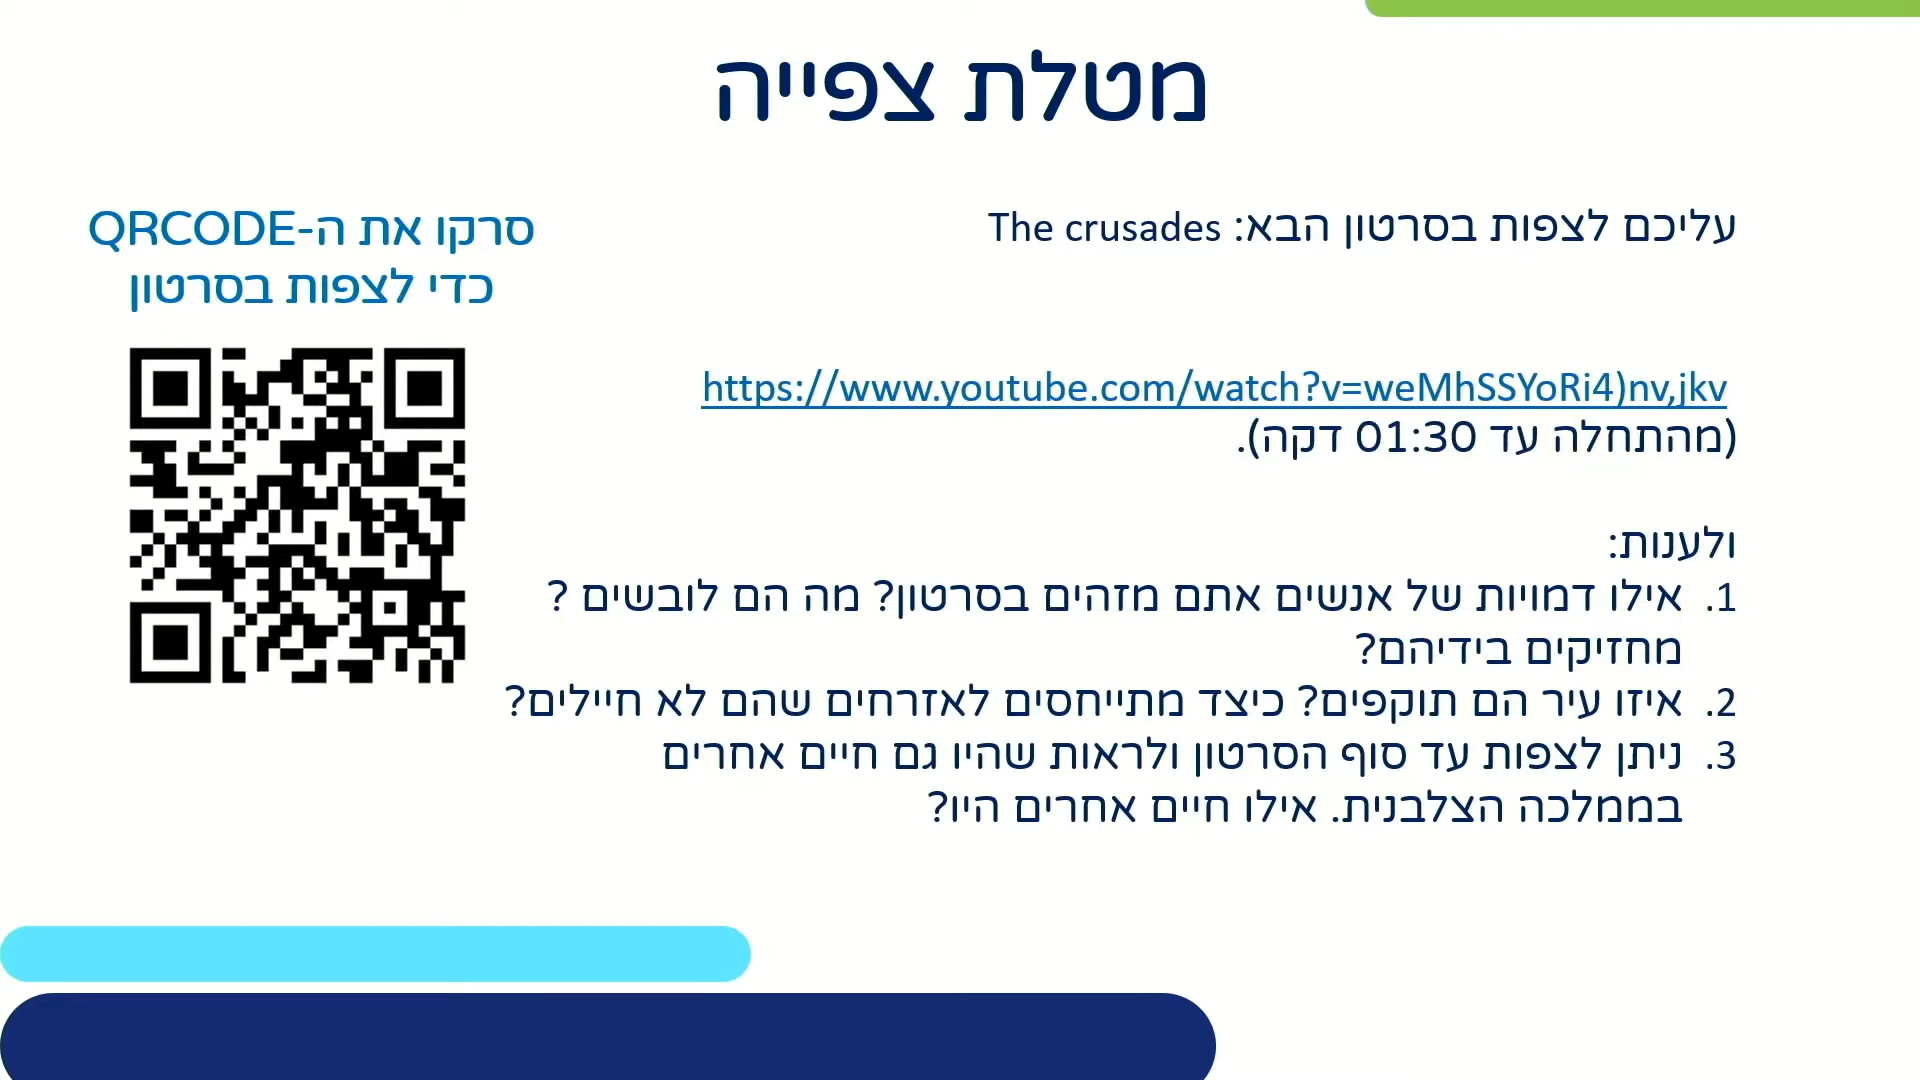 מטלת צפייה
עליכם לצפות בסרטון הבא: The crusades
https://www.youtube.com/watch?v=weMhSSYoRi4)nv,jkv
(מהתחלה עד 01:30 דקה).
ולענות:
1. אילו דמויות של אנשים אתם מזהים בסרטון? מה הם לובשים ?
מחזיקים בידיהם?
2. איזו עיר הם תוקפים? כיצד מתייחסים לאזרחים שהם לא חיילים?
3. ניתן לצפות עד סוף הסרטון ולראות שהיו גם חיים אחרים
בממלכה הצלבנית. אילו חיים אחרים היו?
סרקו את ה-QRCODE
כדי לצפות בסרטון